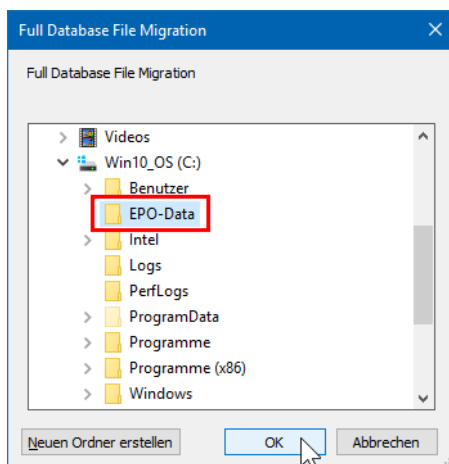 Full Database File Migration
Full Database File Migration
Videos
Win10_OS (C:)
Benutzer
EPO-Data
Intel
Logs
PerfLogs
ProgramData
Programme
Programme (x86)
Windows
Neuen Ordner erstellen OK Abbrechen